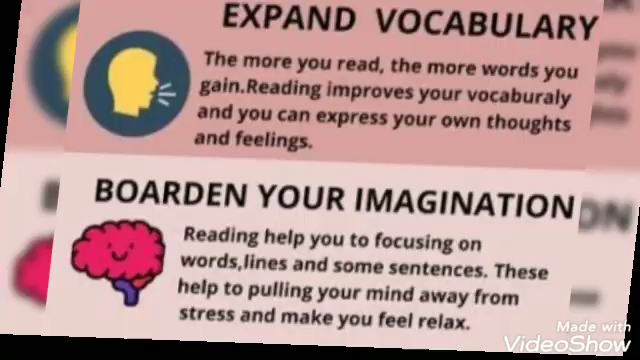 EXPAND VOCABULARY
The more you read, the more words you
gain.Reading improves your vocaburaly
and you can express your own thoughts
and feelings.
BOARDEN YOUR IMAGINATION
Reading help you to focusing on
words,lines and some sentences. These
help to pulling your mind away from
stress and make you feel relax.
Made with
VideoShow